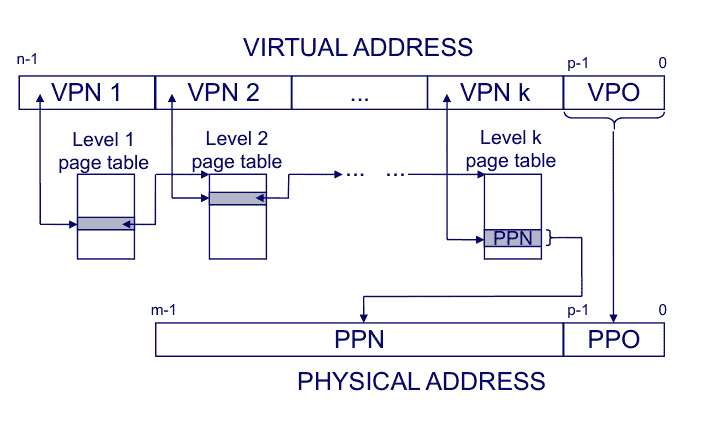 VIRTUAL ADDRESS
n-1
p-1
0
VPN 1
VPN 2
...
VPN k
VPO
Level 1
page table
Level 2
page table
Level k
page table
...
...
PPN
m-1
p-1
0
PPN
PPO
PHYSICAL ADDRESS